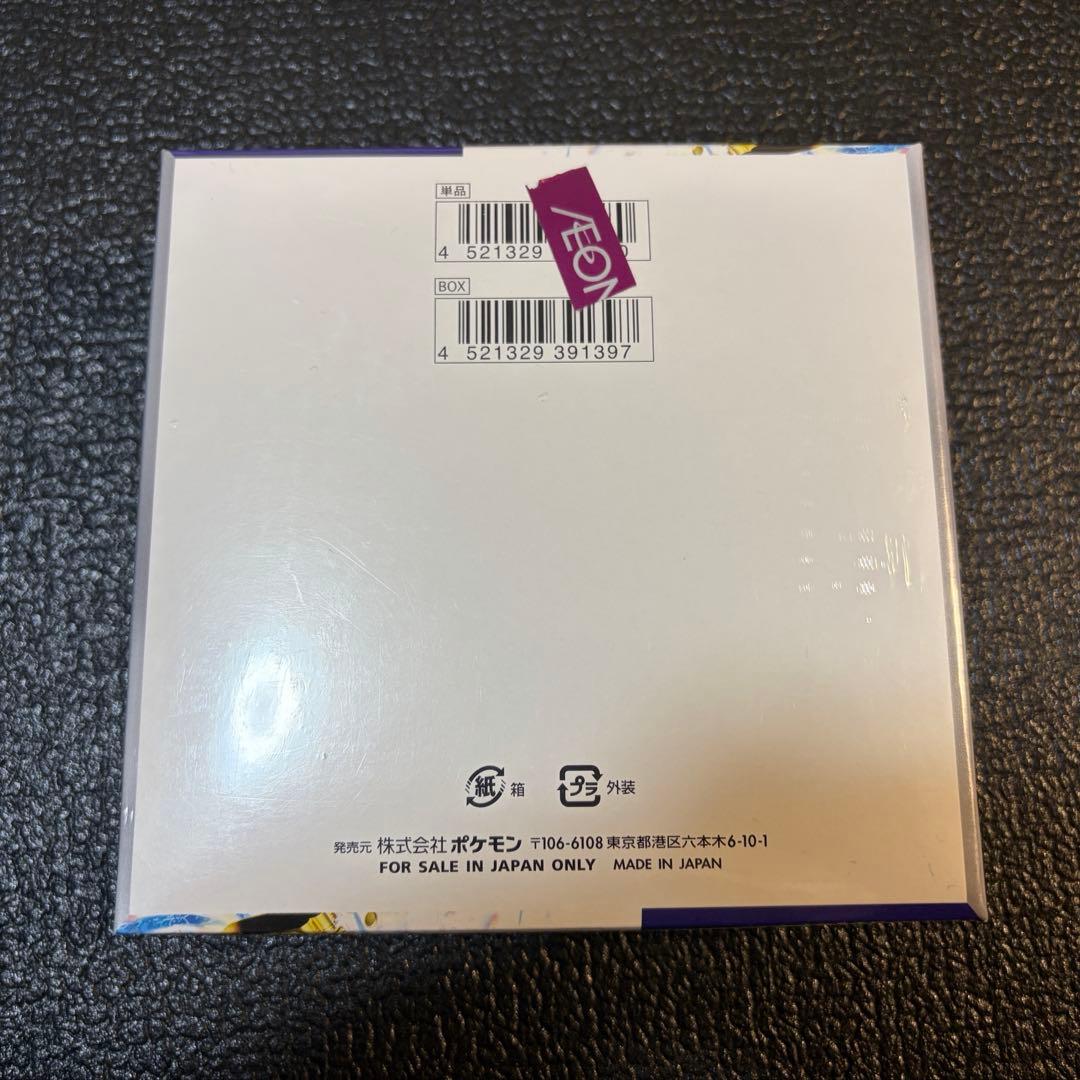 単品
4 521329
ÆON
BOX
4 521329 391397
紙 箱
プラ 外装
発売元 株式会社ポケモン 〒106-6108 東京都港区六本木6-10-1
FOR SALE IN JAPAN ONLY MADE IN JAPAN